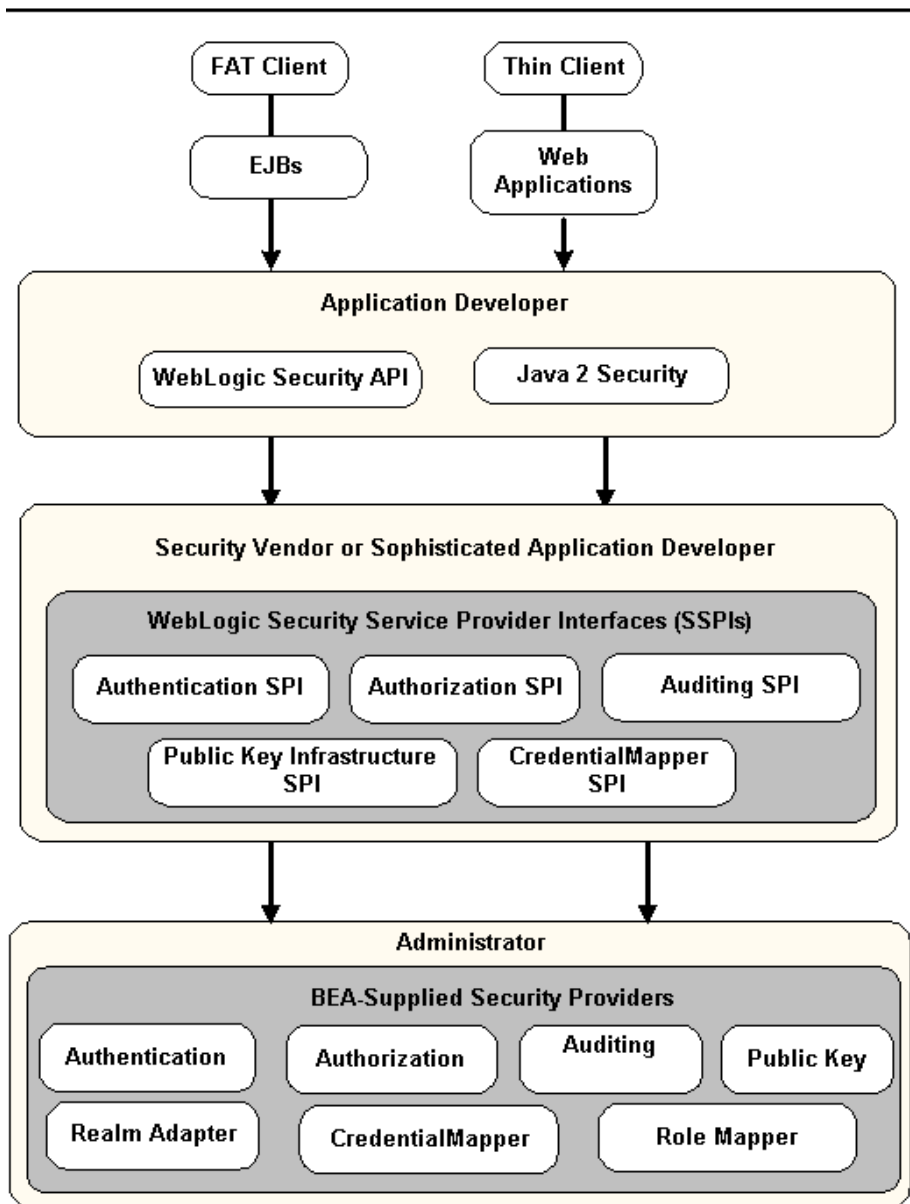 FAT Client
Thin Client
EJBs
Web
Applications
Application Developer
WebLogic Security API
Java 2 Security
Security Vendor or Sophisticated Application Developer
WebLogic Security Service Provider Interfaces (SSPIs)
Authentication SPI
Authorization SPI
Auditing SPI
Public Key Infrastructure
SPI
CredentialMapper
SPI
Administrator
BEA-Supplied Security Providers
Authentication
Authorization
Auditing
Public Key
Realm Adapter
CredentialMapper
Role Mapper